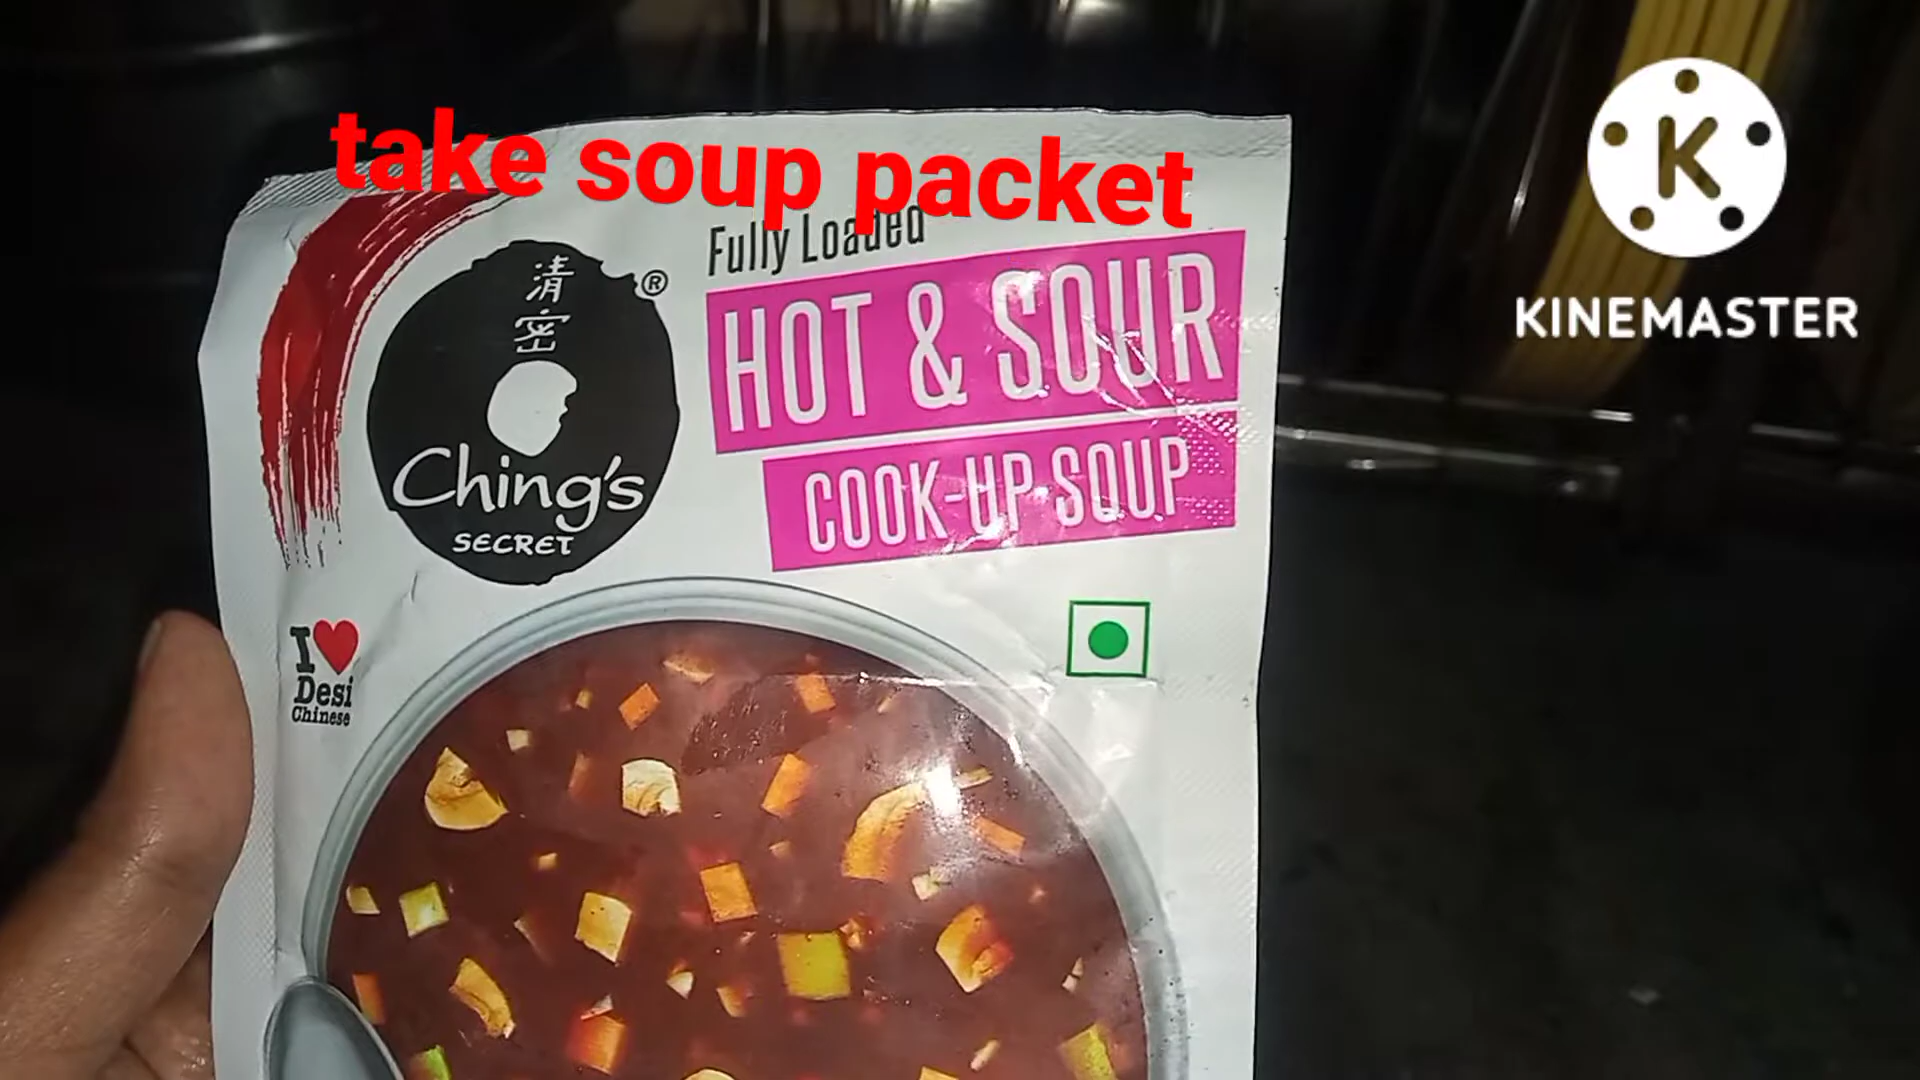 take soup packet
Fully Loaded
HOT & SOUR
COOK-UP SOUP
清
密
®
Ching's
SECRET
I ❤
Desi
Chinese
K
KINEMASTER